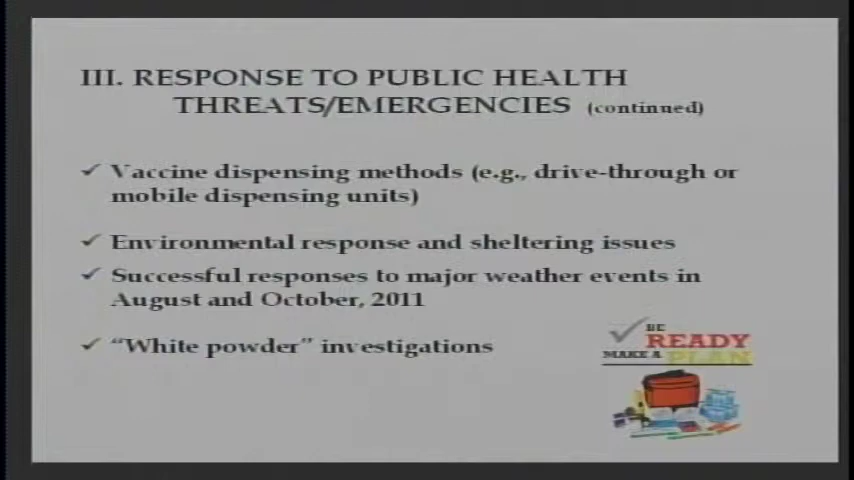 III. RESPONSE TO PUBLIC HEALTH
THREATS/EMERGENCIES (continued)
✓ Vaccine dispensing methods (e.g., drive-through or
mobile dispensing units)
✓ Environmental response and sheltering issues
✓ Successful responses to major weather events in
August and October, 2011
✓ “White powder” investigations
BE
READY
MAKE A PLAN